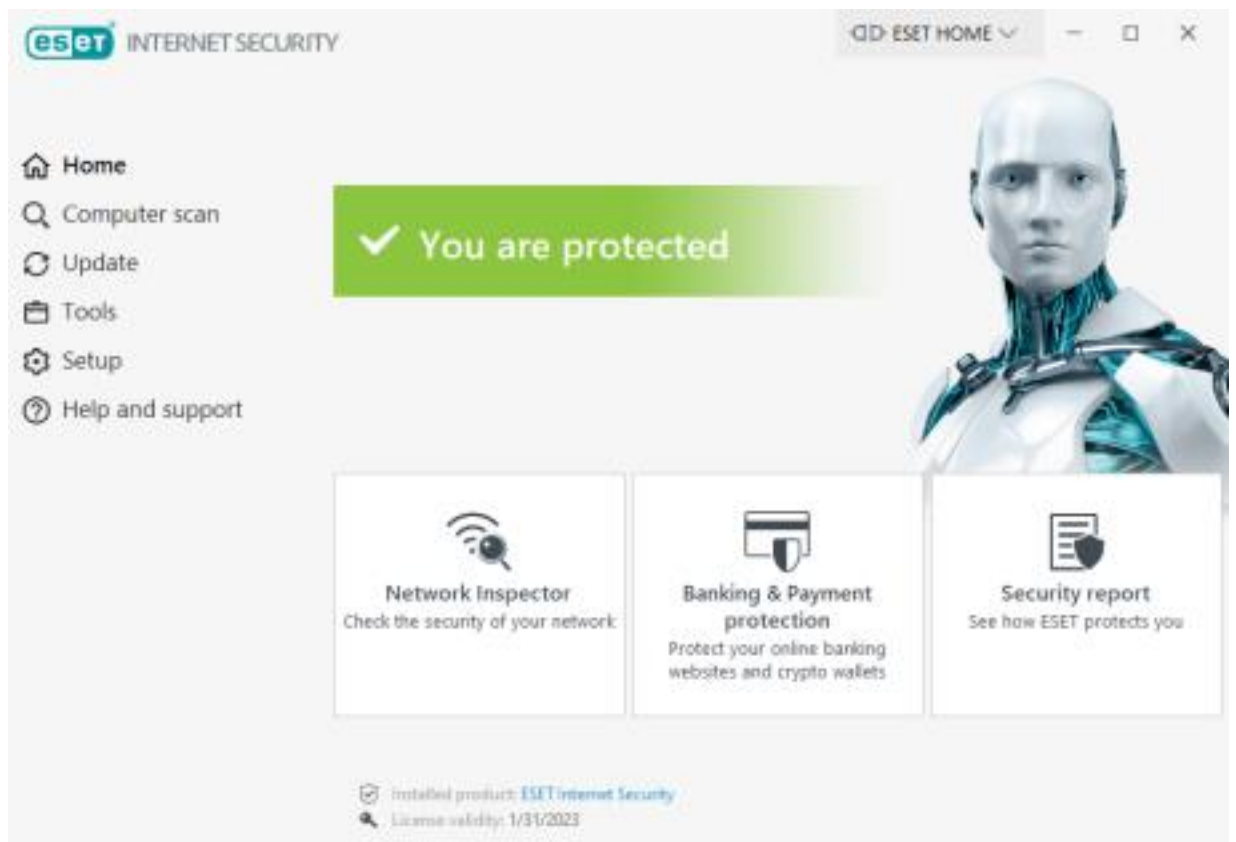 eset INTERNET SECURITY
ESET HOME
Home
Computer scan
Update
Tools
Setup
Help and support
You are protected
Network Inspector
Check the security of your network
Banking & Payment
protection
Protect your online banking
websites and crypto wallets
Security report
See how ESET protects you
Installed product: ESET Internet Security
License validity: 1/31/2023